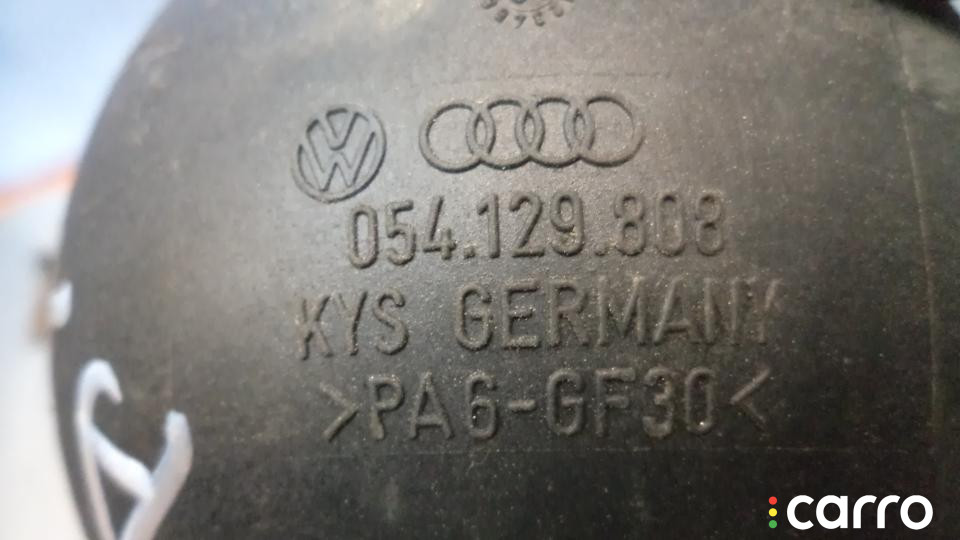 054.129.808
KYS GERMANY
>PA6-GF30<
carro